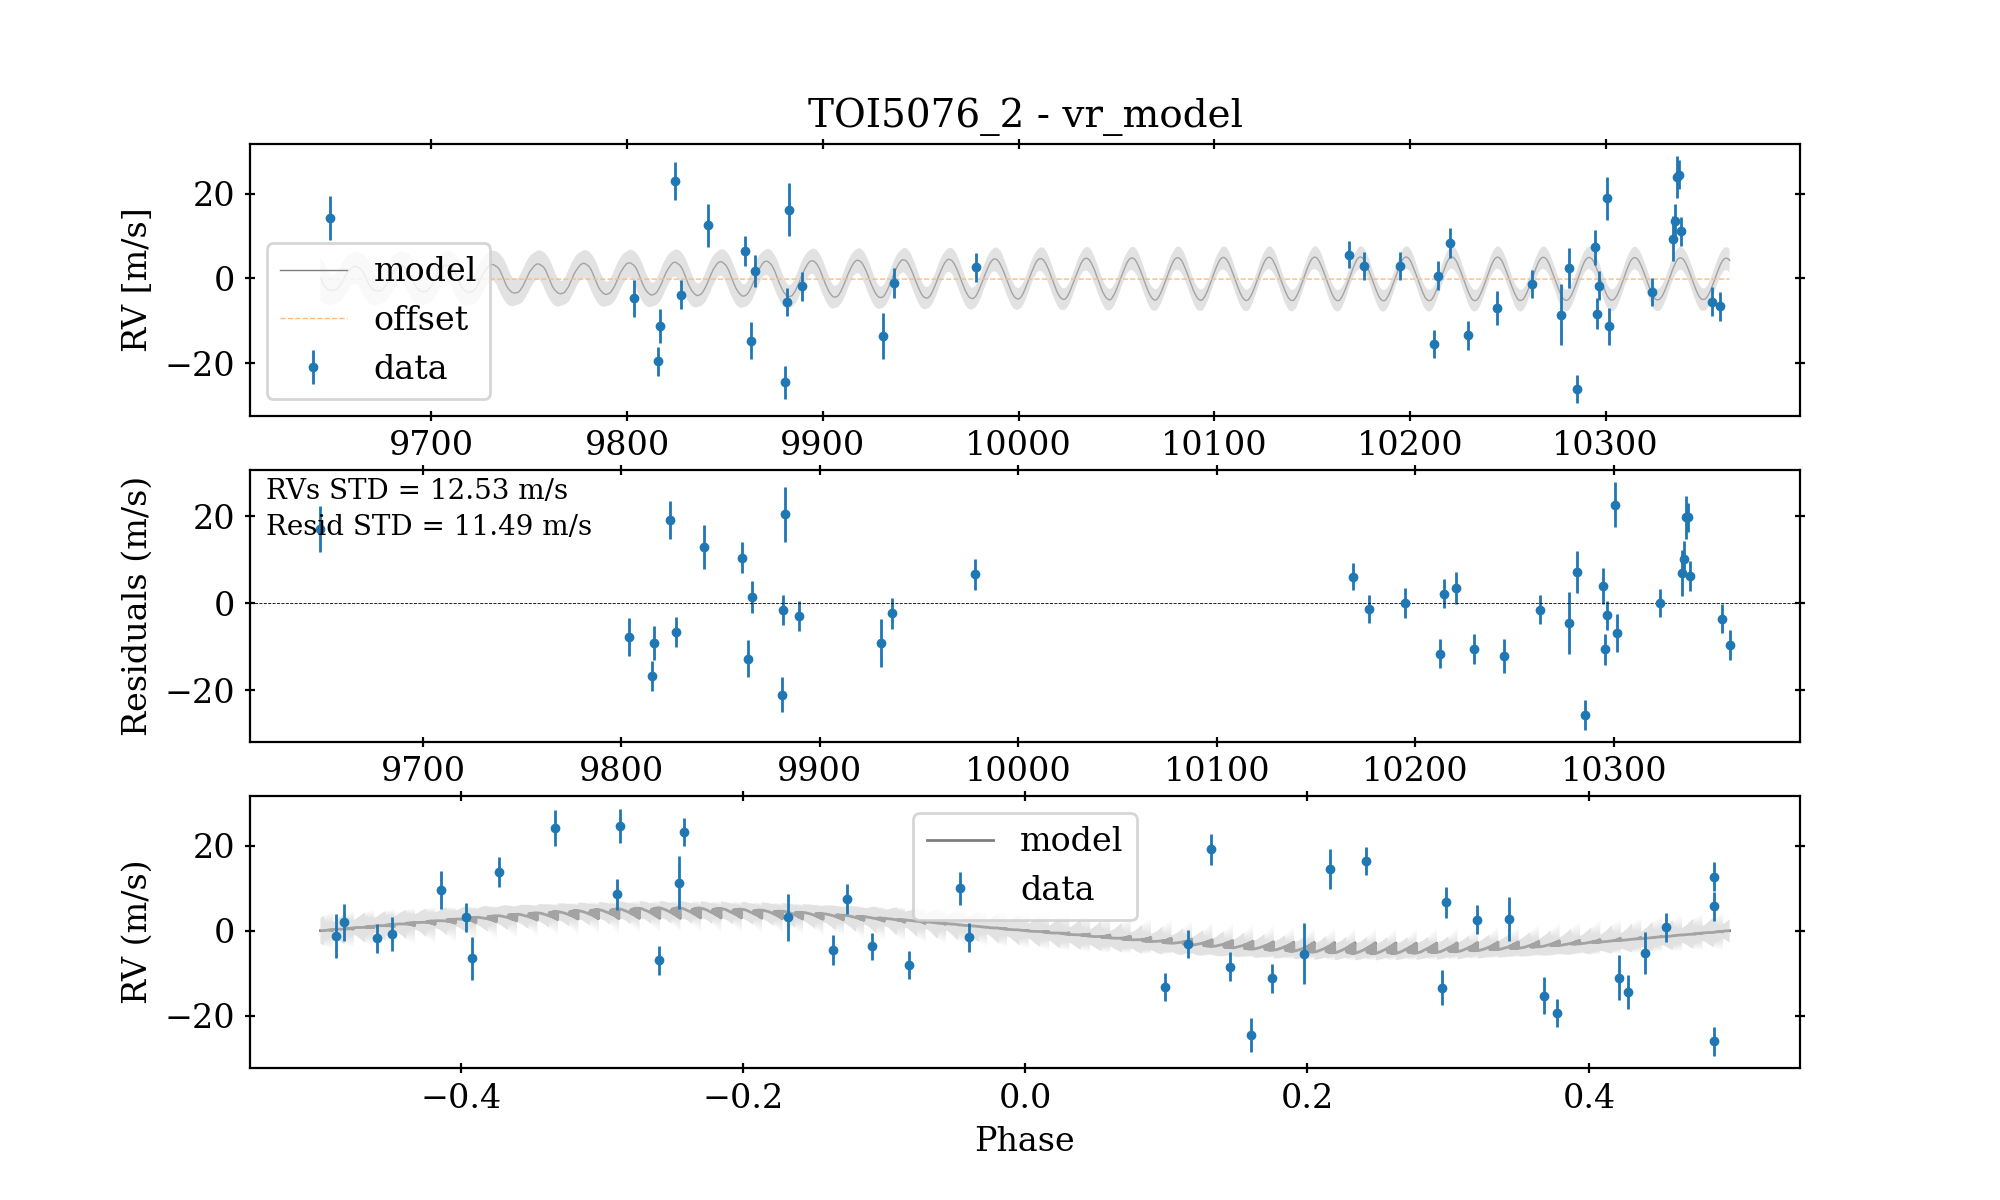 TOI5076_2 - vr_model
RV [m/s]
20
0
−20
model
offset
data
9700
9800
9900
10000
10100
10200
10300
Residuals (m/s)
20
0
−20
RVs STD = 12.53 m/s
Resid STD = 11.49 m/s
9700
9800
9900
10000
10100
10200
10300
RV (m/s)
20
0
−20
model
data
−0.4
−0.2
0.0
0.2
0.4
Phase